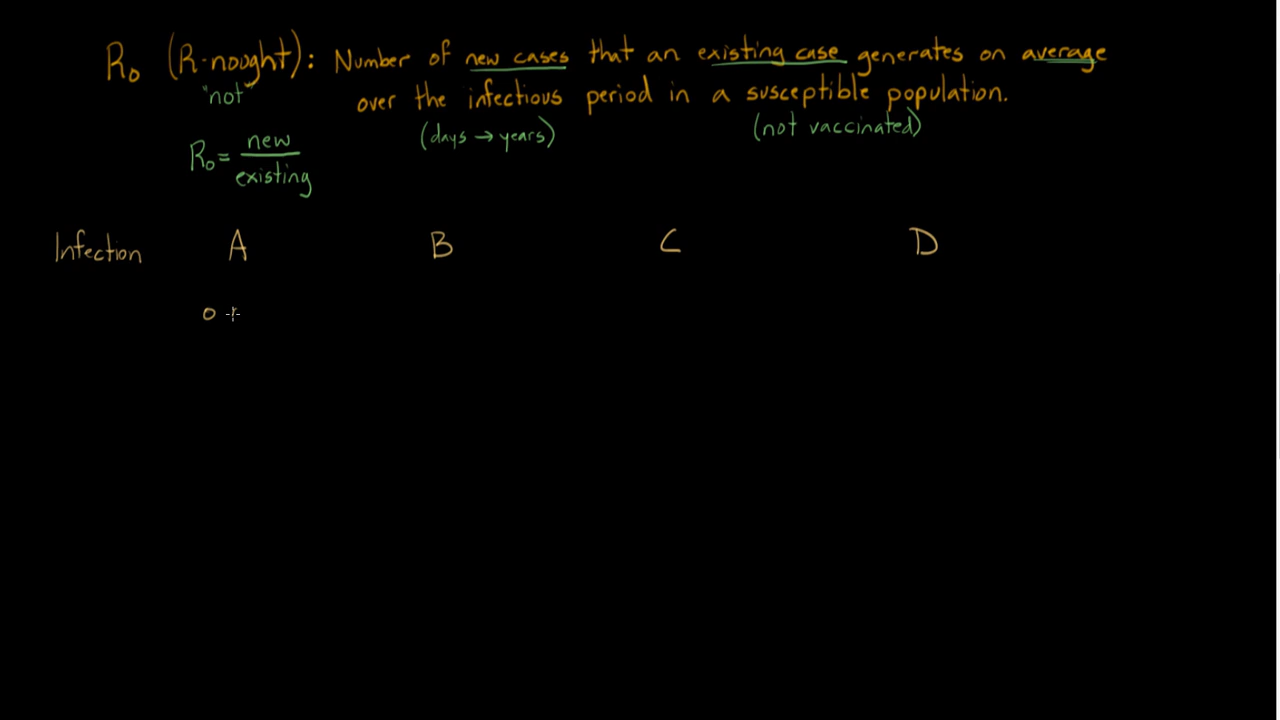 R₀ (R-nought): Number of new cases that an existing case generates on average
"not" over the infectious period in a susceptible population.
(days → years) (not vaccinated)
R₀ = new / existing
Infection A B C D